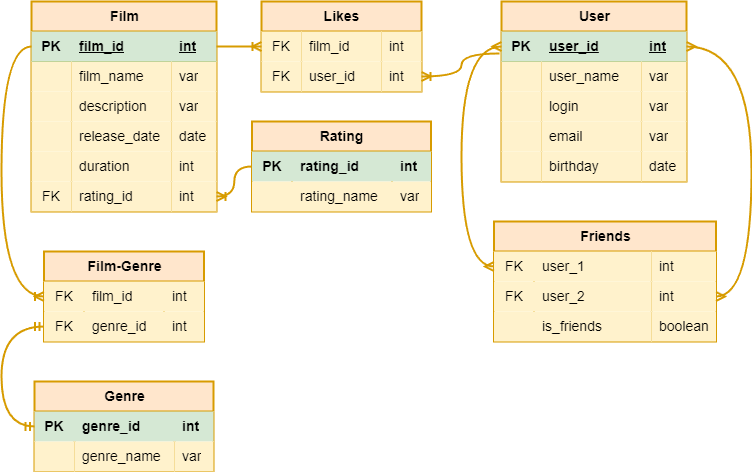 Film
PK film_id int
film_name var
description var
release_date date
duration int
FK rating_id int
Likes
FK film_id int
FK user_id int
User
PK user_id int
user_name var
login var
email var
birthday date
Rating
PK rating_id int
rating_name var
Friends
FK user_1 int
FK user_2 int
is_friends boolean
Film-Genre
FK film_id int
FK genre_id int
Genre
PK genre_id int
genre_name var